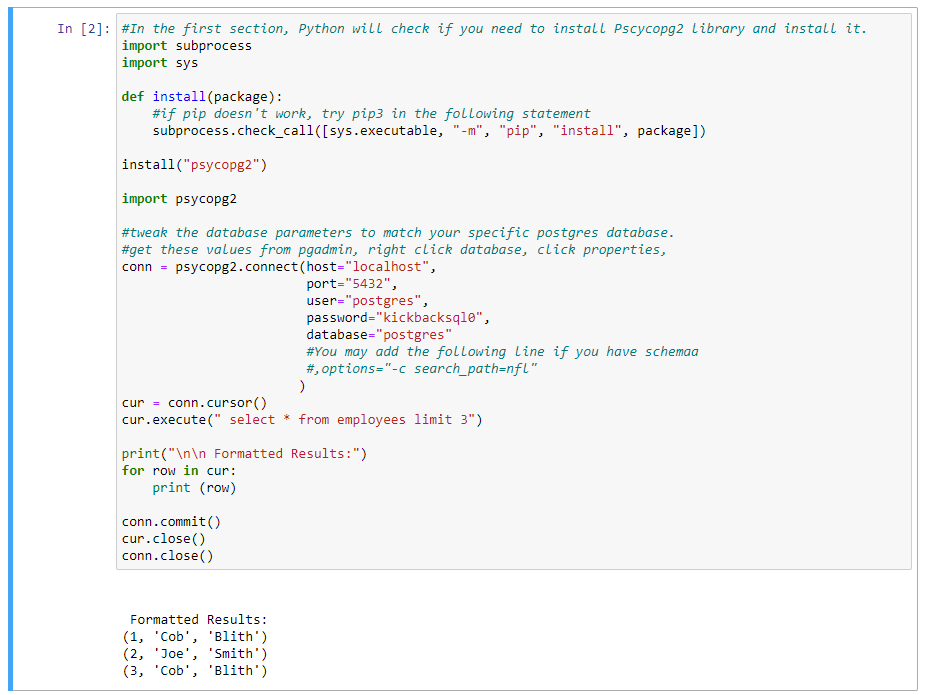 In [2]: #In the first section, Python will check if you need to install Pscycopg2 library and install it.
import subprocess
import sys

def install(package):
    #if pip doesn't work, try pip3 in the following statement
    subprocess.check_call([sys.executable, "-m", "pip", "install", package])

install("psycopg2")

import psycopg2

#tweak the database parameters to match your specific postgres database.
#get these values from pgadmin, right click database, click properties,
conn = psycopg2.connect(host="localhost",
                        port="5432",
                        user="postgres",
                        password="kickbacksql0",
                        database="postgres"
                        #You may add the following line if you have schemaa
                        #,options="-c search_path=nfl"
                       )
cur = conn.cursor()
cur.execute(" select * from employees limit 3")

print("\n\n Formatted Results:")
for row in cur:
    print (row)

conn.commit()
cur.close()
conn.close()

 Formatted Results:
(1, 'Cob', 'Blith')
(2, 'Joe', 'Smith')
(3, 'Cob', 'Blith')